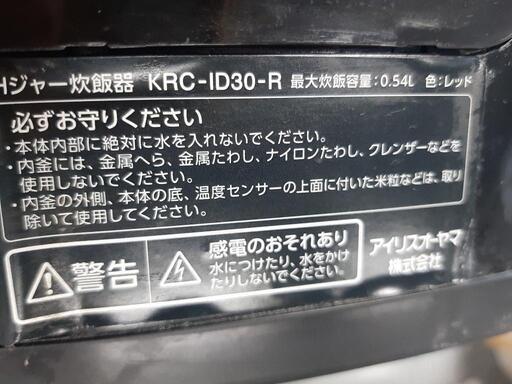 Hジャー炊飯器 KRC-ID30-R 最大炊飯容量:0.54L 色:レッド
必ずお守りください
・本体内部に絶対に水を入れないでください。
・内釜には、金属へら、金属たわし、ナイロンたわし、クレンザーなどを
使用しないでください。
・内釜の外側、本体の底、温度センサーの上面に付いた米粒などは、取り
除いて使用してください。
警告
感電のおそれあり
水につけたり、水をかけ
たりしないでください。
アイリスオーヤマ
株式会社